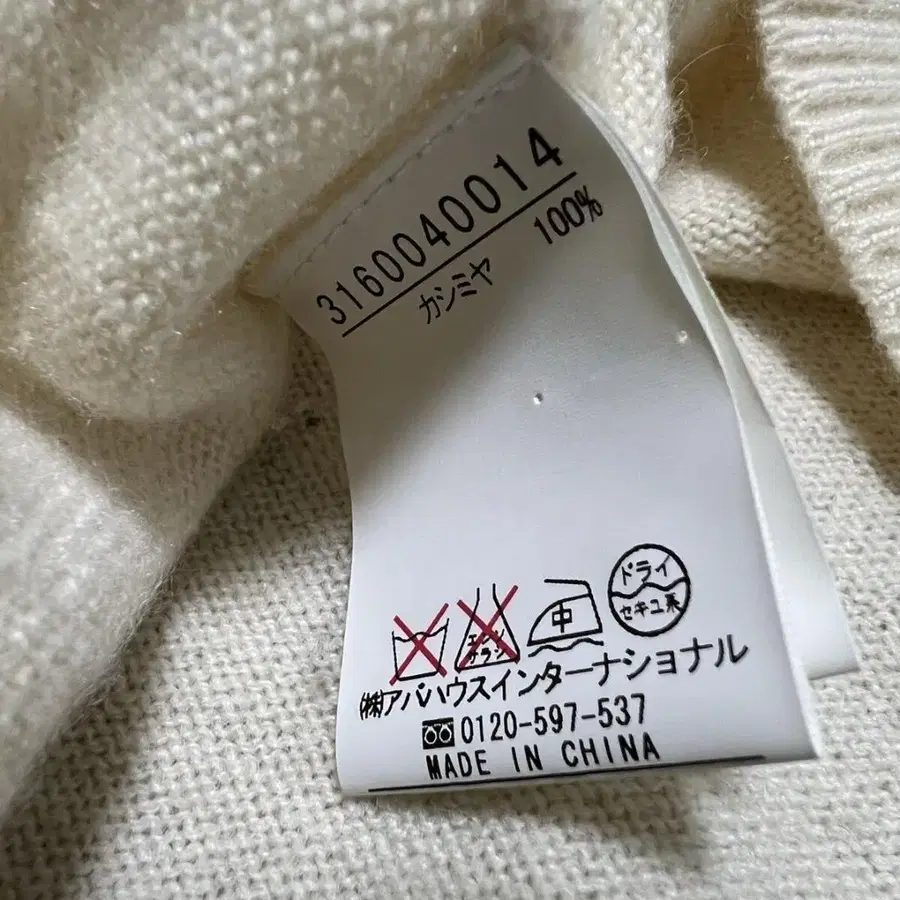 3160040014
カシミヤ 100%
エンソ サラシ 中 ドライ セキユ系
(株)アバハウスインターナショナル
0120-597-537
MADE IN CHINA